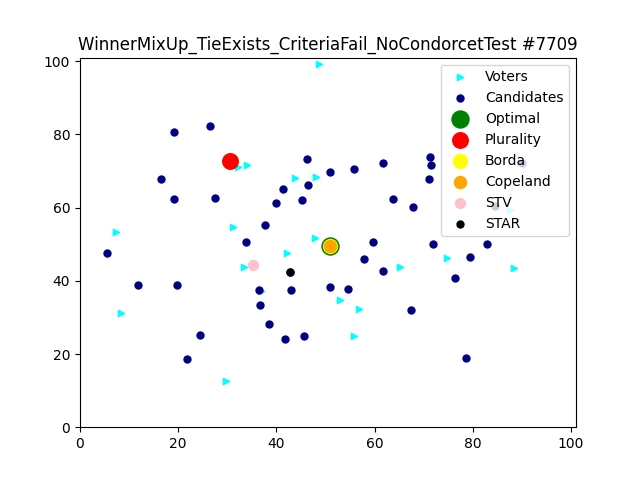 WinnerMixUp_TieExists_CriteriaFail_NoCondorcetTest #7709
100
80
60
40
20
0
0 20 40 60 80 100
Voters
Candidates
Optimal
Plurality
Borda
Copeland
STV
STAR